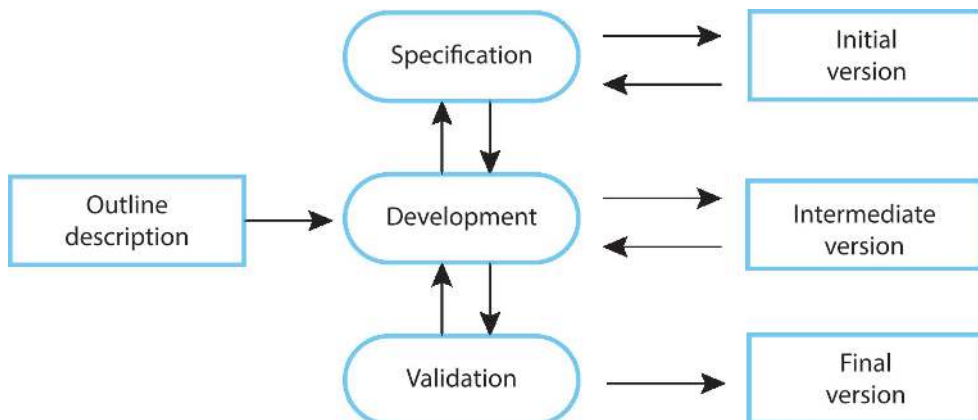 Specification
Initial
version
Outline
description
Development
Intermediate
version
Validation
Final
version